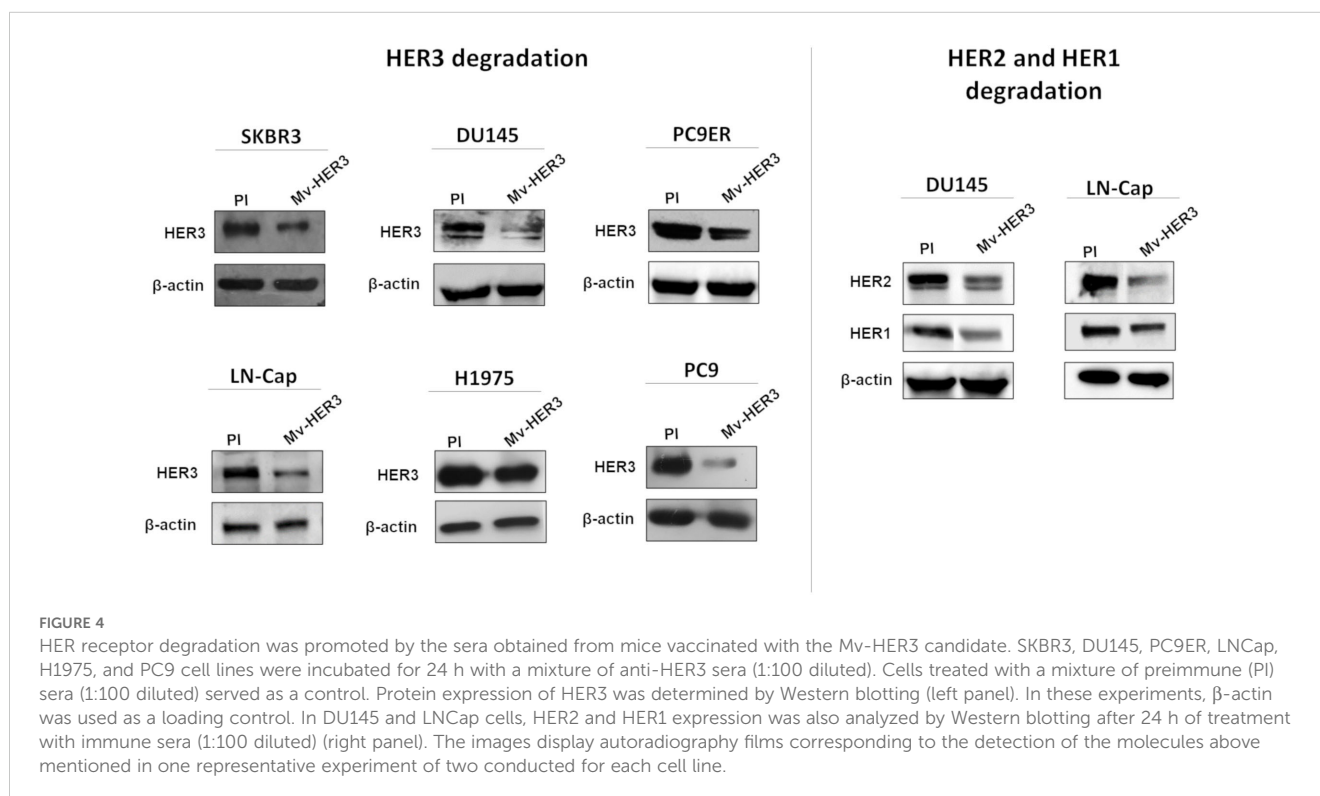 HER3 degradation
SKBR3
PI Mv-HER3
HER3
β-actin
DU145
PI Mv-HER3
HER3
β-actin
PC9ER
PI Mv-HER3
HER3
β-actin
LN-Cap
PI Mv-HER3
HER3
β-actin
H1975
PI Mv-HER3
HER3
β-actin
PC9
PI Mv-HER3
HER3
β-actin
HER2 and HER1
degradation
DU145
PI Mv-HER3
LN-Cap
PI Mv-HER3
HER2
HER1
β-actin
FIGURE 4
HER receptor degradation was promoted by the sera obtained from mice vaccinated with the Mv-HER3 candidate. SKBR3, DU145, PC9ER, LNCap,
H1975, and PC9 cell lines were incubated for 24 h with a mixture of anti-HER3 sera (1:100 diluted). Cells treated with a mixture of preimmune (PI)
sera (1:100 diluted) served as a control. Protein expression of HER3 was determined by Western blotting (left panel). In these experiments, β-actin
was used as a loading control. In DU145 and LNCap cells, HER2 and HER1 expression was also analyzed by Western blotting after 24 h of treatment
with immune sera (1:100 diluted) (right panel). The images display autoradiography films corresponding to the detection of the molecules above
mentioned in one representative experiment of two conducted for each cell line.